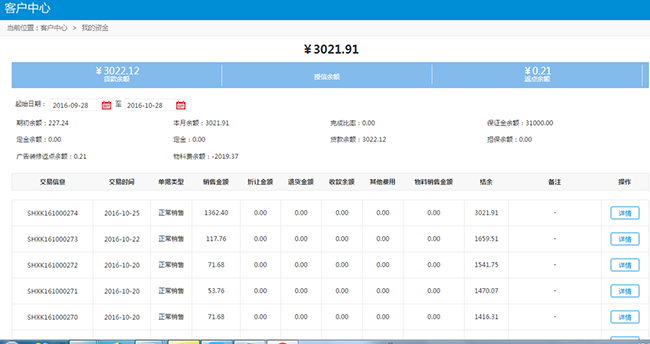 客户中心
当前位置：客户中心 > 我的资金
￥3021.91
￥3022.12 ￥0.21
货款余额 授信余额 返点余额
起始日期： 2016-09-28 至 2016-10-28
期初余额：227.24 本月余额：3021.91 完成比图：0.00 保证金余额：31000.00
定金余额：0.00 定金：0.00 货款余额：3022.12 担保余额：0.00
广告装修返点余额：0.21 物料费余额：-2019.37
交易信息 交易时间 单据类型 销售金额 折让金额 退货金额 收款金额 其他费用 物料销售金额 结余 备注 操作
SHXK161000274 2016-10-25 正常销售 1362.40 0.00 0.00 0.00 0.00 0.00 3021.91 - 详情
SHXK161000273 2016-10-22 正常销售 117.76 0.00 0.00 0.00 0.00 0.00 1659.51 - 详情
SHXK161000272 2016-10-20 正常销售 71.68 0.00 0.00 0.00 0.00 0.00 1541.75 - 详情
SHXK161000271 2016-10-20 正常销售 53.76 0.00 0.00 0.00 0.00 0.00 1470.07 - 详情
SHXK161000270 2016-10-20 正常销售 71.68 0.00 0.00 0.00 0.00 0.00 1416.31 - 详情